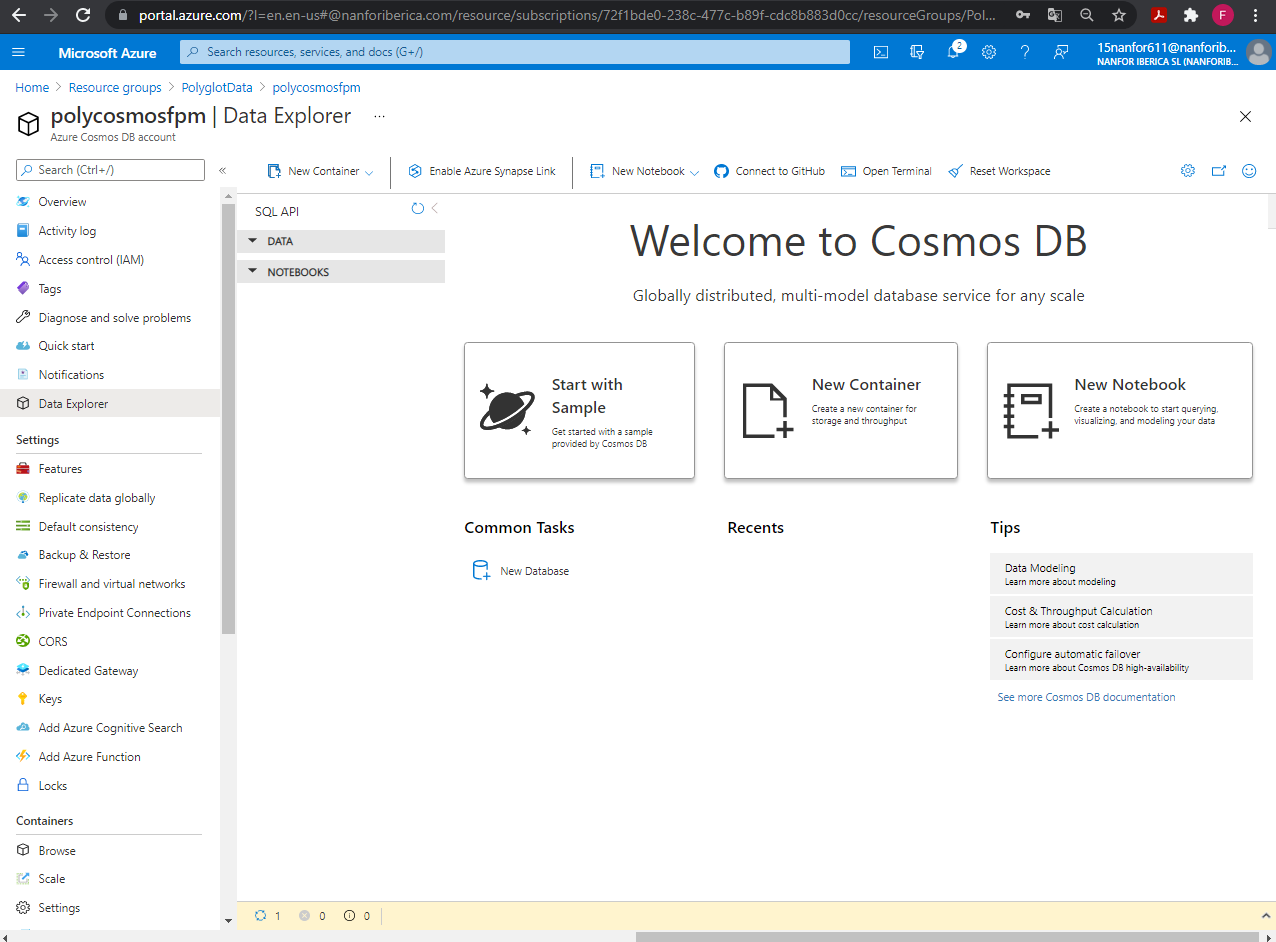 portal.azure.com/?l=en.en-us#@nanforiberica.com/resource/subscriptions/72f1bde0-238c-477c-b89f-cdc8b883d0cc/resourceGroups/Pol...
F
Microsoft Azure
Search resources, services, and docs (G+/)
2
15nanfor611@nanforib...
NANFOR IBERICA SL (NANFORIB...
Home > Resource groups > PolyglotData > polycosmosfpm
polycosmosfpm | Data Explorer ...
Azure Cosmos DB account
Search (Ctrl+/)
«
New Container
Enable Azure Synapse Link
New Notebook
Connect to GitHub
Open Terminal
Reset Workspace
Overview
Activity log
Access control (IAM)
Tags
Diagnose and solve problems
Quick start
Notifications
Data Explorer
Settings
Features
Replicate data globally
Default consistency
Backup & Restore
Firewall and virtual networks
Private Endpoint Connections
CORS
Dedicated Gateway
Keys
Add Azure Cognitive Search
Add Azure Function
Locks
Containers
Browse
Scale
Settings
SQL API
DATA
NOTEBOOKS
Welcome to Cosmos DB
Globally distributed, multi-model database service for any scale
Start with
Sample
Get started with a sample
provided by Cosmos DB
New Container
Create a new container for
storage and throughput
New Notebook
Create a notebook to start querying,
visualizing, and modeling your data
Common Tasks
New Database
Recents
Tips
Data Modeling
Learn more about modeling
Cost & Throughput Calculation
Learn more about cost calculation
Configure automatic failover
Learn more about Cosmos DB high-availability
See more Cosmos DB documentation
1 0 0